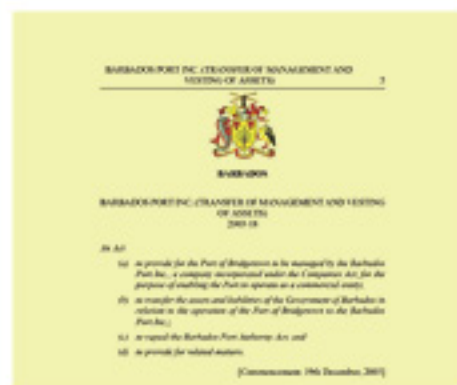 BARBADOS PORT INC. (TRANSFER OF MANAGEMENT AND
VESTING OF ASSETS) 3
BARBADOS
BARBADOS PORT INC. (TRANSFER OF MANAGEMENT AND VESTING
OF ASSETS)
2003-18
An Act
(a) to provide for the Port of Bridgetown to be managed by the Barbados
Port Inc., a company incorporated under the Companies Act, for the
purpose of enabling the Port to operate as a commercial entity;
(b) to transfer the assets and liabilities of the Government of Barbados in
relation to the operation of the Port of Bridgetown to the Barbados
Port Inc.;
(c) to repeal the Barbados Port Authority Act; and
(d) to provide for related matters.
[Commencement: 19th December, 2003]